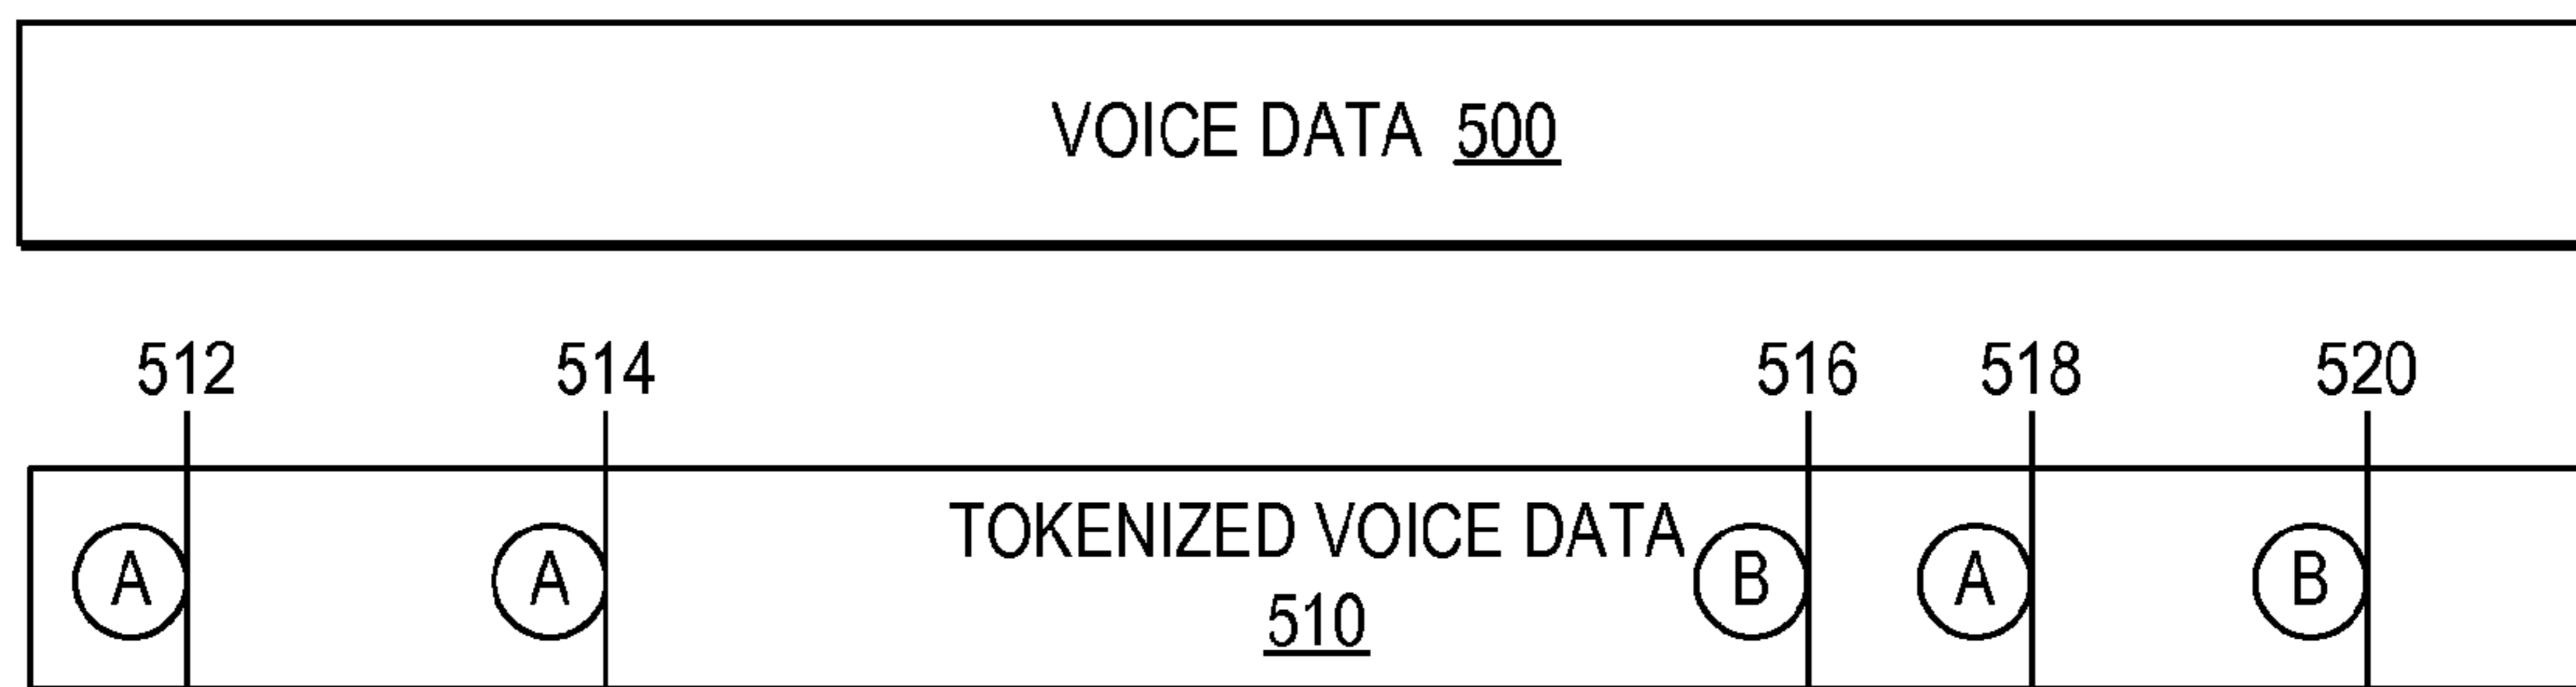 VOICE DATA 500
512 514 516 518 520
TOKENIZED VOICE DATA
A A B A B
510